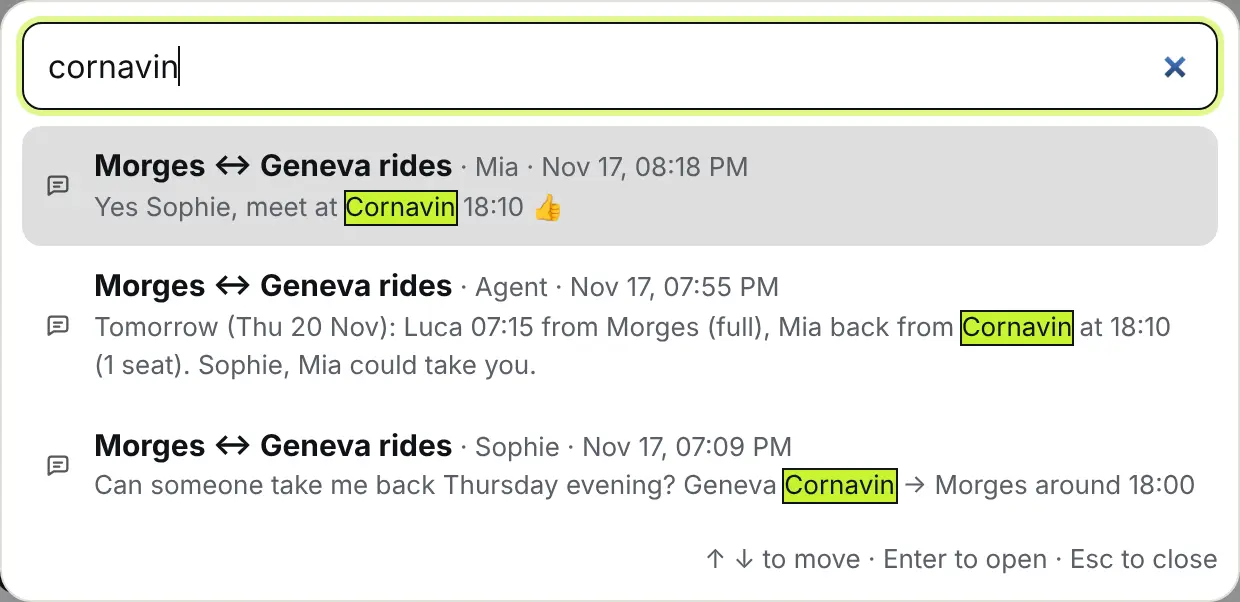 cornavin
Morges ↔ Geneva rides · Mia · Nov 17, 08:18 PM
Yes Sophie, meet at Cornavin 18:10 👍
Morges ↔ Geneva rides · Agent · Nov 17, 07:55 PM
Tomorrow (Thu 20 Nov): Luca 07:15 from Morges (full), Mia back from Cornavin at 18:10
(1 seat). Sophie, Mia could take you.
Morges ↔ Geneva rides · Sophie · Nov 17, 07:09 PM
Can someone take me back Thursday evening? Geneva Cornavin → Morges around 18:00
↑ ↓ to move · Enter to open · Esc to close